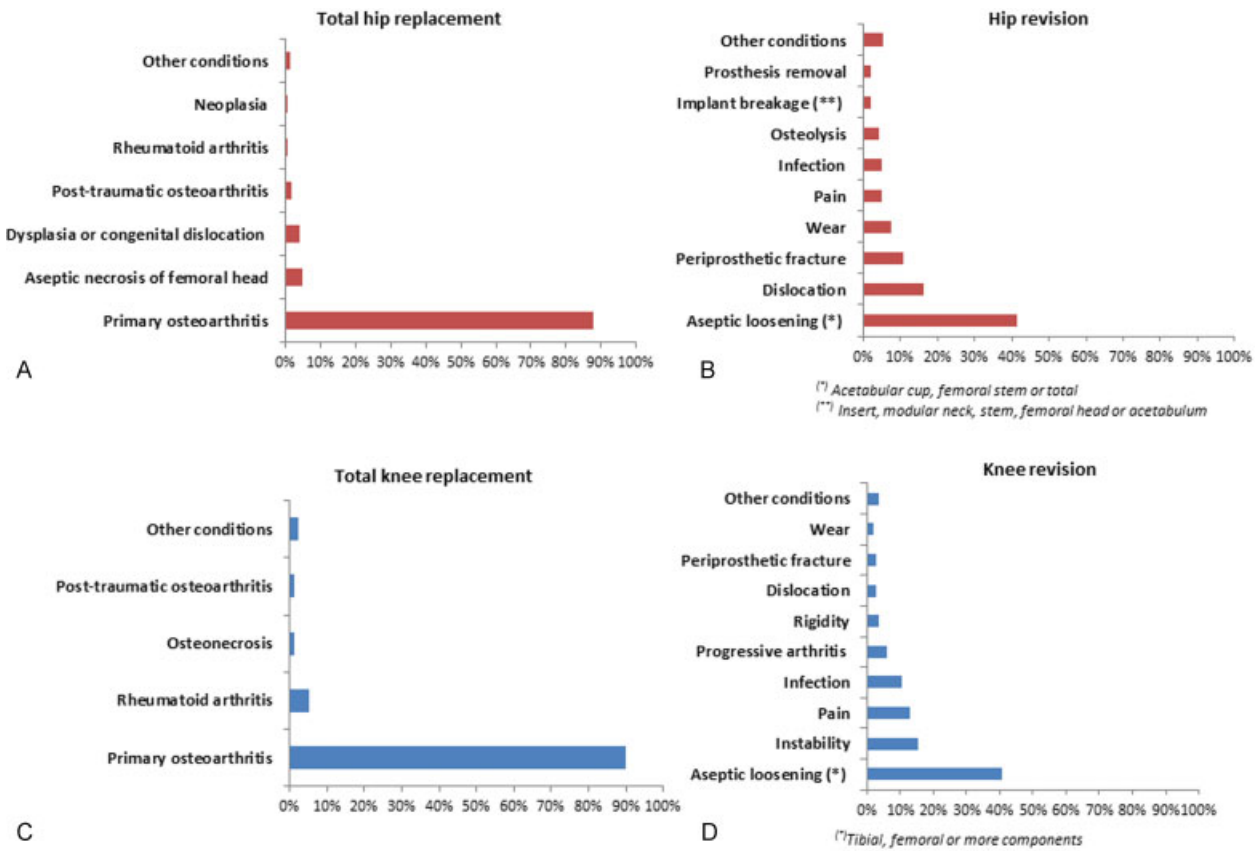 Total hip replacement
Other conditions
Neoplasia
Rheumatoid arthritis
Post-traumatic osteoarthritis
Dysplasia or congenital dislocation
Aseptic necrosis of femoral head
Primary osteoarthritis
0% 10% 20% 30% 40% 50% 60% 70% 80% 90% 100%
A
Hip revision
Other conditions
Prosthesis removal
Implant breakage (**)
Osteolysis
Infection
Pain
Wear
Periprosthetic fracture
Dislocation
Aseptic loosening (*)
0% 10% 20% 30% 40% 50% 60% 70% 80% 90% 100%
B
(*) Acetabular cup, femoral stem or total
(**) Insert, modular neck, stem, femoral head or acetabulum
Total knee replacement
Other conditions
Post-traumatic osteoarthritis
Osteonecrosis
Rheumatoid arthritis
Primary osteoarthritis
0% 10% 20% 30% 40% 50% 60% 70% 80% 90% 100%
C
Knee revision
Other conditions
Wear
Periprosthetic fracture
Dislocation
Rigidity
Progressive arthritis
Infection
Pain
Instability
Aseptic loosening (*)
0% 10% 20% 30% 40% 50% 60% 70% 80% 90% 100%
D
(*)Tibial, femoral or more components